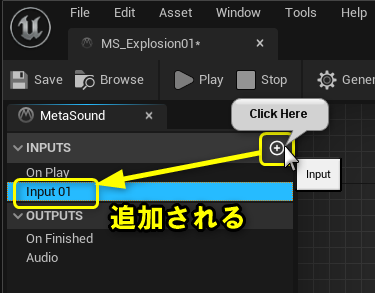 File Edit Asset Window Tools Help
MS_Explosion01*
Save Browse Play Stop Gener
Click Here
MetaSound
INPUTS
On Play
Input
Input 01
追加される
OUTPUTS
On Finished
Audio